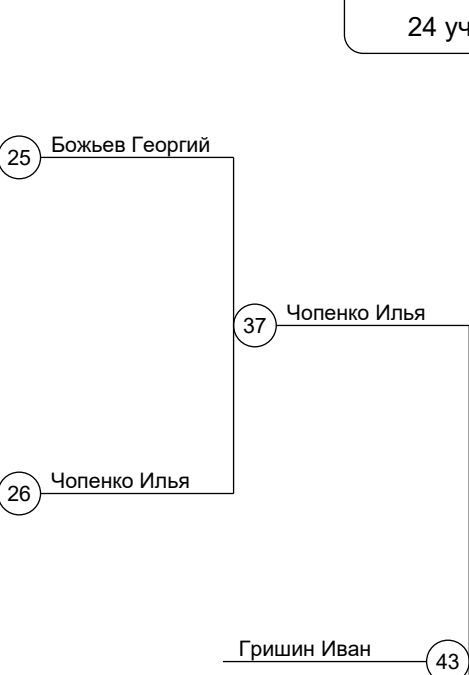 24 уч
25 Божьев Георгий
37 Чопенко Илья
26 Чопенко Илья
Гришин Иван 43